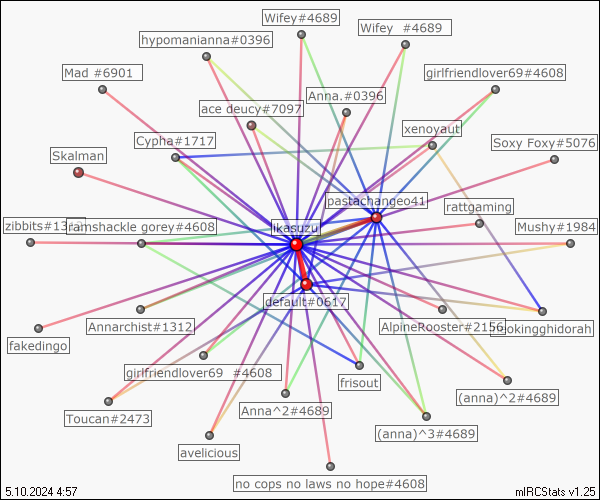 Wifey#4689
Wifey  #4689
hypomanianna#0396
Mad #6901
girlfriendlover69#4608
Anna.#0396
ace deucy#7097
xenoyaut
Cypha#1717
Soxy Foxy#5076
Skalman
pastachangeo41
rattgaming
zibbits#13
ramshackle gorey#4608
likasuzu
Mushy#1984
default#0617
Annarchist#1312
AlpineRooster#2156
okingghidorah
fakedingo
girlfriendlover69  #4608
frisout
(anna)^2#4689
Toucan#2473
Anna^2#4689
(anna)^3#4689
avelicious
no cops no laws no hope#4608
5.10.2024 4:57
mIRCStats v1.25